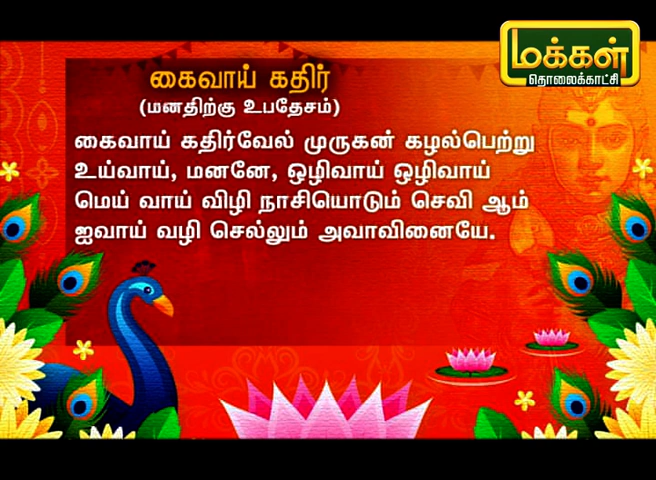 மக்கள்
தொலைக்காட்சி
கைவாய் கதிர்
(மனதிற்கு உபதேசம்)
கைவாய் கதிர்வேல் முருகன் கழல்பெற்று
உய்வாய், மனனே, ஒழிவாய் ஒழிவாய்
மெய் வாய் விழி நாசியொடும் செவி ஆம்
ஐவாய் வழி செல்லும் அவாவினையே.